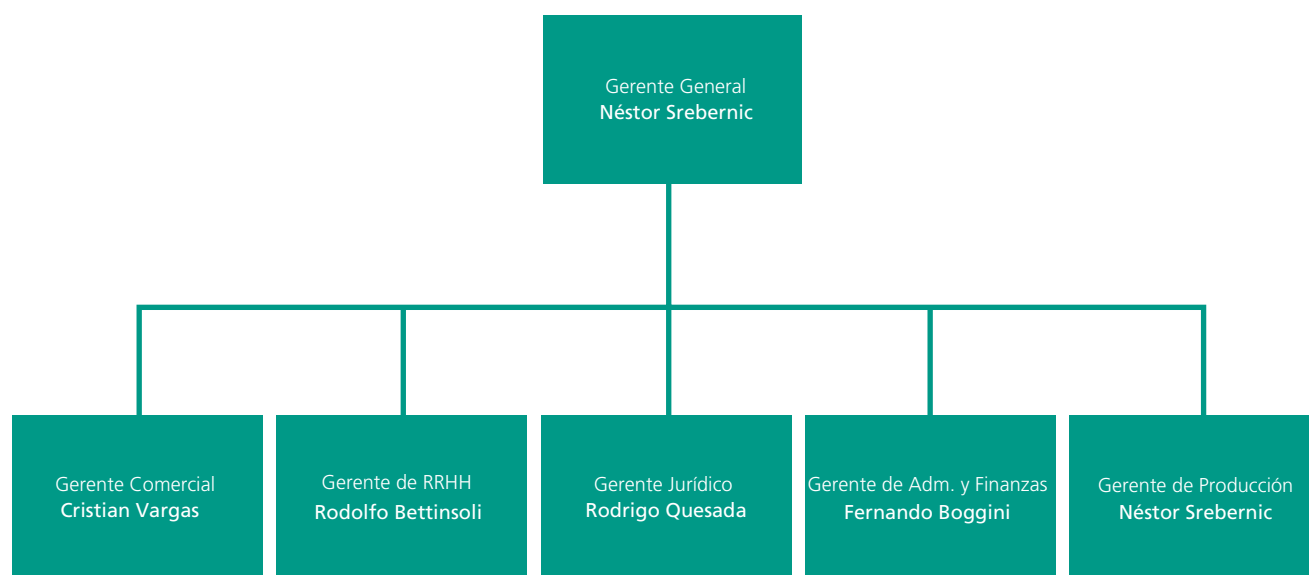 Gerente General
Néstor Srebernic
Gerente Comercial
Cristian Vargas
Gerente de RRHH
Rodolfo Bettinsoli
Gerente Jurídico
Rodrigo Quesada
Gerente de Adm. y Finanzas
Fernando Boggini
Gerente de Producción
Néstor Srebernic